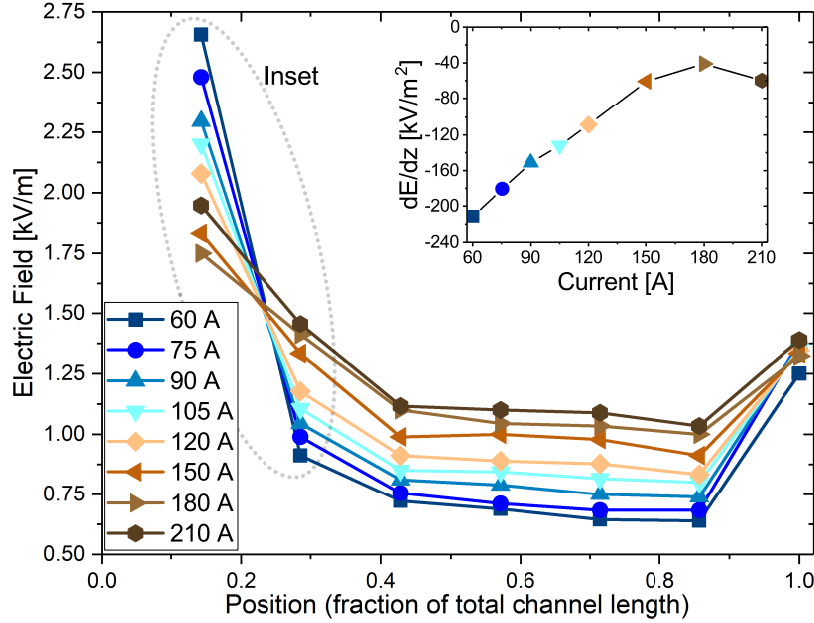 2.75
2.50
2.25
2.00
1.75
1.50
1.25
1.00
0.75
0.50
Electric Field [kV/m]
0.0
0.2
0.4
0.6
0.8
1.0
Position (fraction of total channel length)
Inset
60 A
75 A
90 A
105 A
120 A
150 A
180 A
210 A
0
-40
-80
-120
-160
-200
-240
dE/dz [kV/m²]
60
90
120
150
180
210
Current [A]